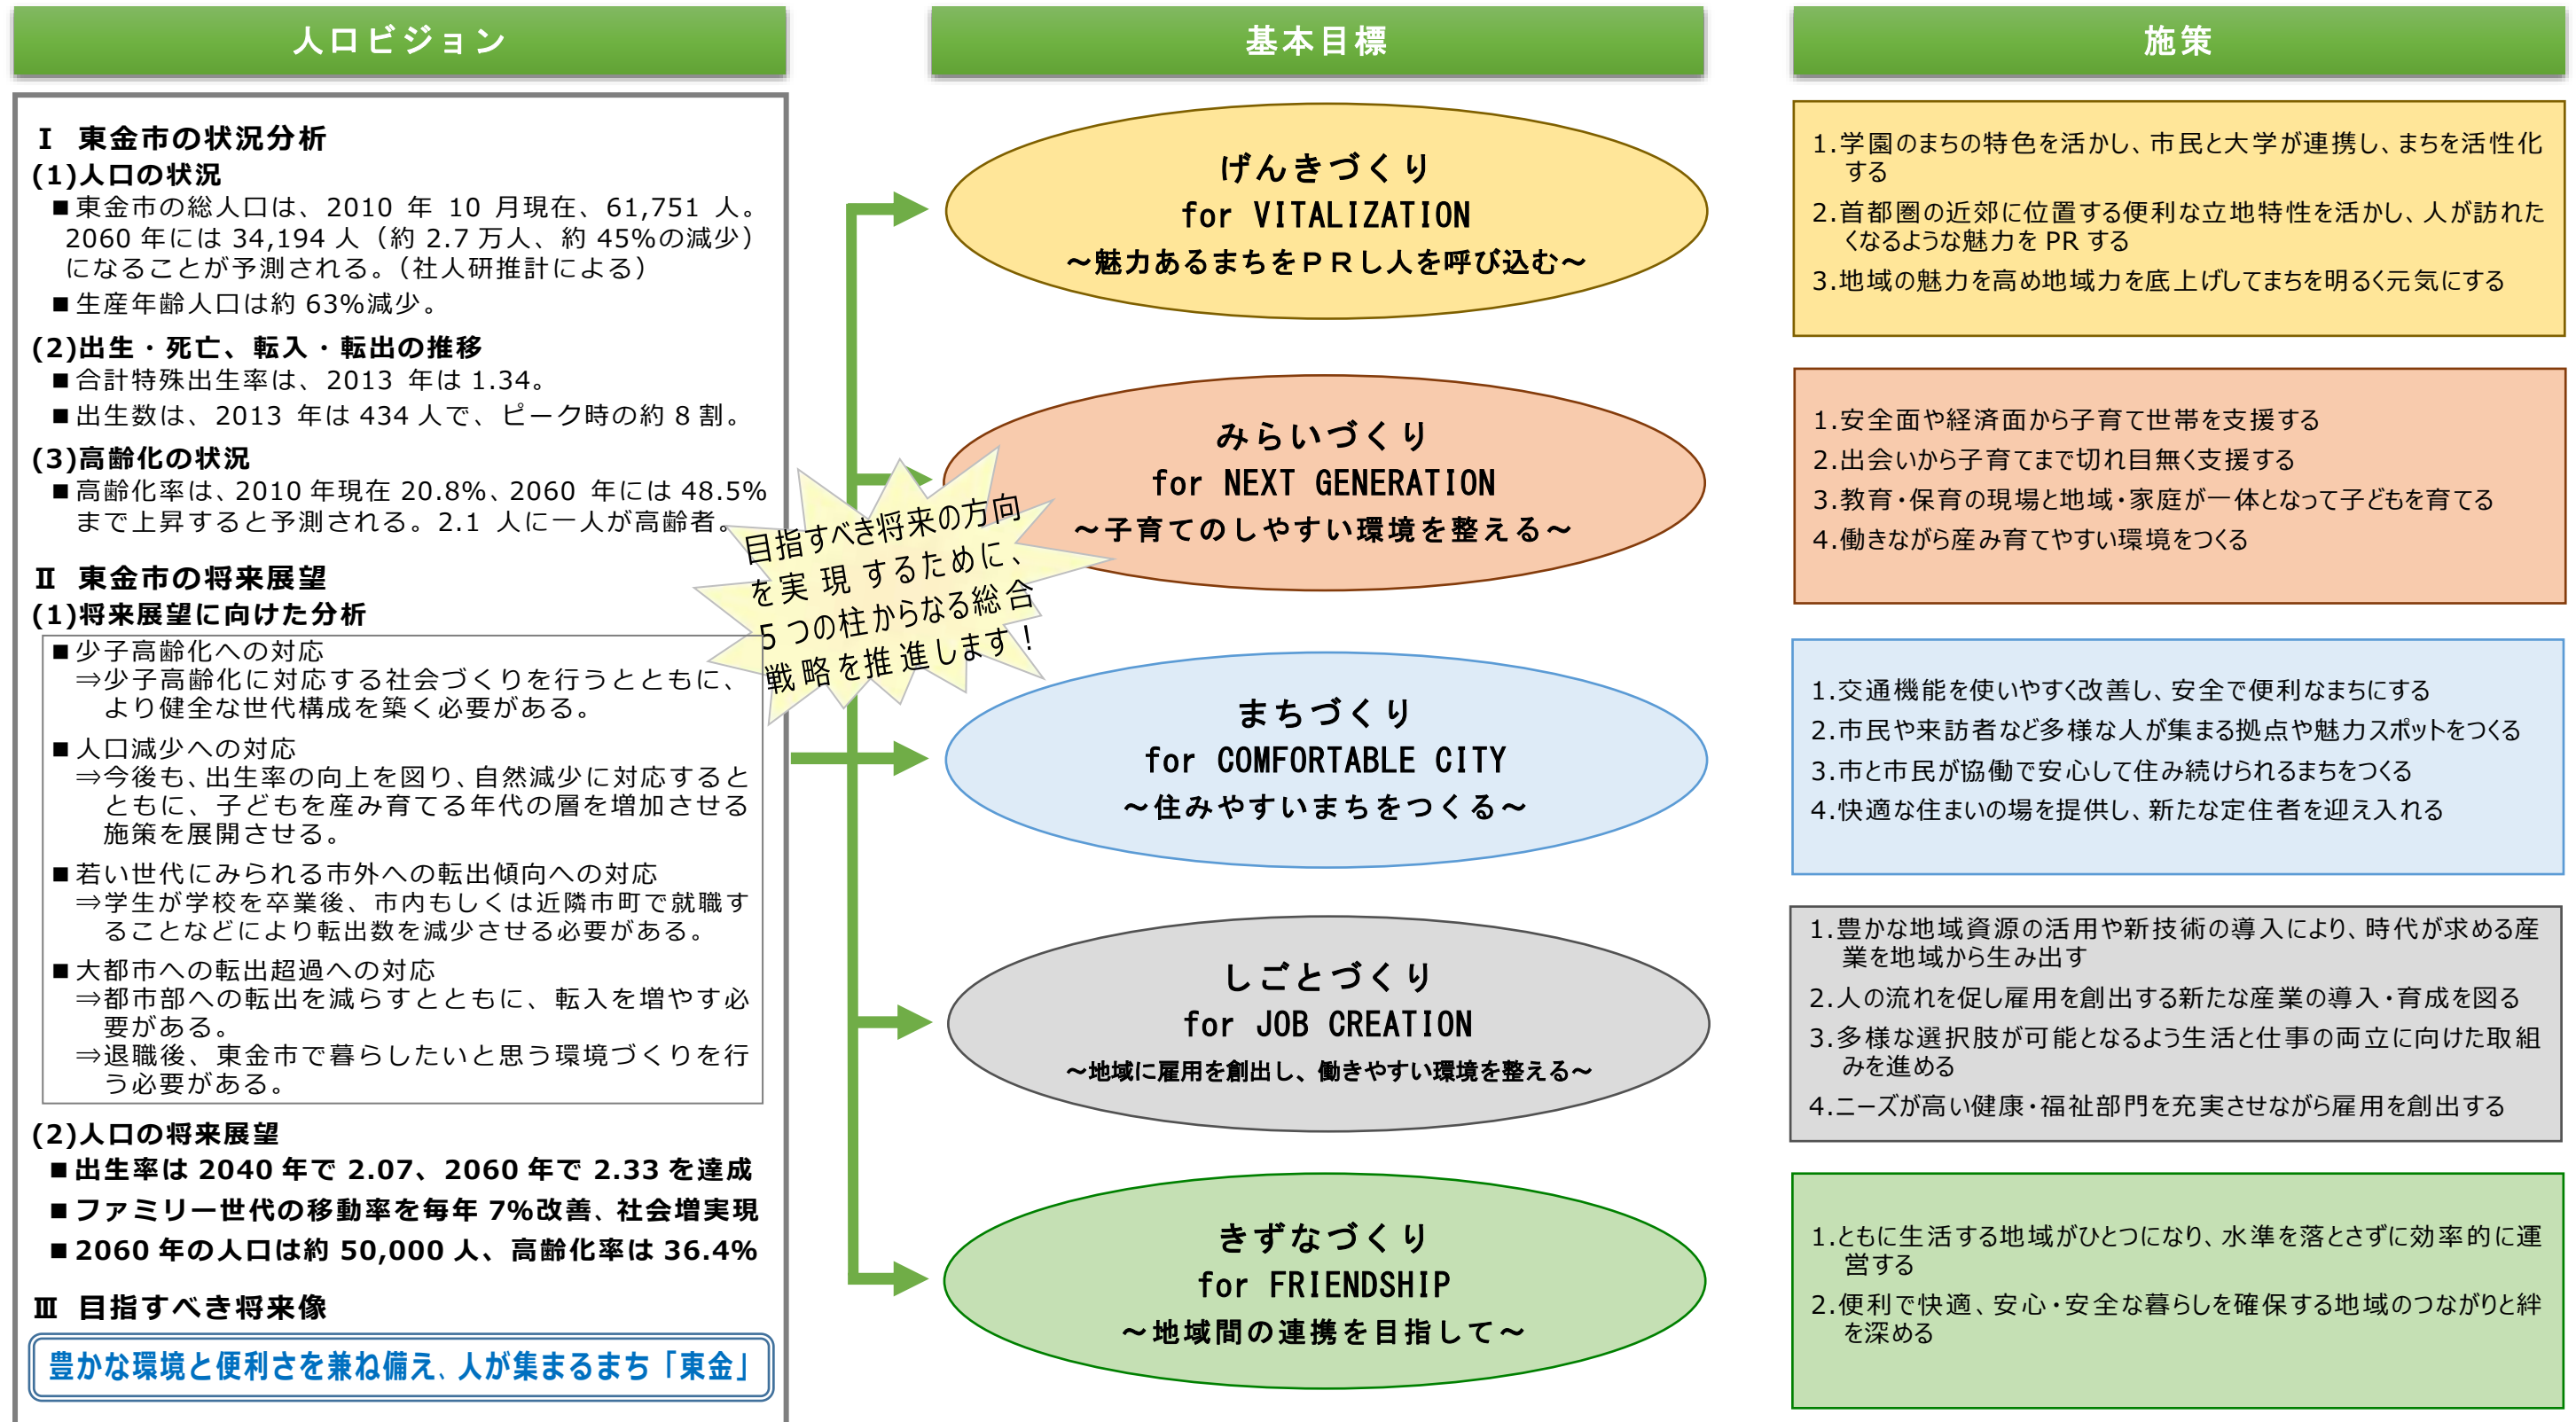 人口ビジョン
Ⅰ 東金市の状況分析
(1)人口の状況
■東金市の総人口は、2010 年 10 月現在、61,751 人。
2060 年には 34,194 人（約 2.7 万人、約 45%の減少）
になることが予測される。（社人研推計による）
■生産年齢人口は約 63%減少。
(2)出生・死亡、転入・転出の推移
■合計特殊出生率は、2013 年は 1.34。
■出生数は、2013 年は 434 人で、ピーク時の約 8 割。
(3)高齢化の状況
■高齢化率は、2010 年現在 20.8%、2060 年には 48.5%
まで上昇すると予測される。2.1 人に一人が高齢者。
Ⅱ 東金市の将来展望
(1)将来展望に向けた分析
■少子高齢化への対応
⇒少子高齢化に対応する社会づくりを行うとともに、
より健全な世代構成を築く必要がある。
■人口減少への対応
⇒今後も、出生率の向上を図り、自然減少に対応すると
ともに、子どもを産み育てる年代の層を増加させる
施策を展開させる。
■若い世代にみられる市外への転出傾向への対応
⇒学生が学校を卒業後、市内もしくは近隣市町で就職す
ることなどにより転出数を減少させる必要がある。
■大都市への転出超過への対応
⇒都市部への転出を減らすとともに、転入を増やす必
要がある。
⇒退職後、東金市で暮らしたいと思う環境づくりを行
う必要がある。
(2)人口の将来展望
■出生率は 2040 年で 2.07、2060 年で 2.33 を達成
■ファミリー世代の移動率を毎年 7%改善、社会増実現
■2060 年の人口は約 50,000 人、高齢化率は 36.4%
Ⅲ 目指すべき将来像
豊かな環境と便利さを兼ね備え、人が集まるまち「東金」
目指すべき将来の方向
を実現するために、
5 つの柱からなる総合
戦略を推進します！
基本目標
げんきづくり
for VITALIZATION
～魅力あるまちをＰＲし人を呼び込む～
みらいづくり
for NEXT GENERATION
～子育てのしやすい環境を整える～
まちづくり
for COMFORTABLE CITY
～住みやすいまちをつくる～
しごとづくり
for JOB CREATION
～地域に雇用を創出し、働きやすい環境を整える～
きずなづくり
for FRIENDSHIP
～地域間の連携を目指して～
施策
1.学園のまちの特色を活かし、市民と大学が連携し、まちを活性化
する
2.首都圏の近郊に位置する便利な立地特性を活かし、人が訪れた
くなるような魅力を PR する
3.地域の魅力を高め地域力を底上げしてまちを明るく元気にする
1.安全面や経済面から子育て世帯を支援する
2.出会いから子育てまで切れ目無く支援する
3.教育・保育の現場と地域・家庭が一体となって子どもを育てる
4.働きながら産み育てやすい環境をつくる
1.交通機能を使いやすく改善し、安全で便利なまちにする
2.市民や来訪者など多様な人が集まる拠点や魅力スポットをつくる
3.市と市民が協働で安心して住み続けられるまちをつくる
4.快適な住まいの場を提供し、新たな定住者を迎え入れる
1.豊かな地域資源の活用や新技術の導入により、時代が求める産
業を地域から生み出す
2.人の流れを促し雇用を創出する新たな産業の導入・育成を図る
3.多様な選択肢が可能となるよう生活と仕事の両立に向けた取組
みを進める
4.ニーズが高い健康・福祉部門を充実させながら雇用を創出する
1.ともに生活する地域がひとつになり、水準を落とさずに効率的に運
営する
2.便利で快適、安心・安全な暮らしを確保する地域のつながりと絆
を深める